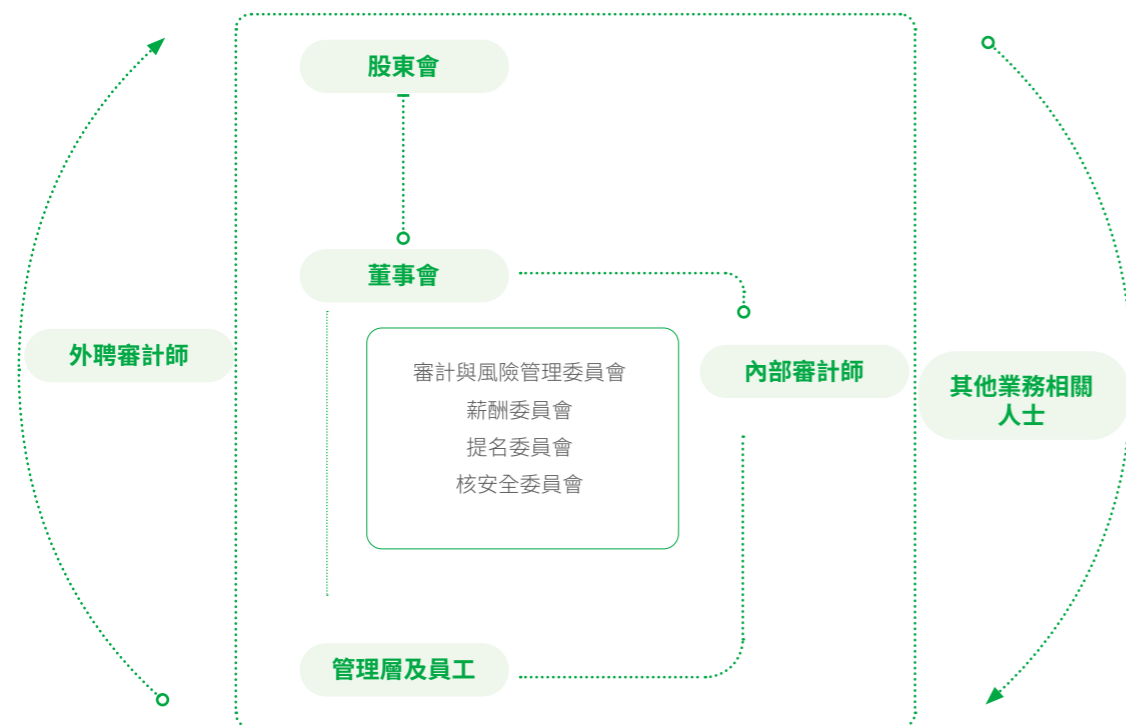 股東會
董事會
外聘審計師
審計與風險管理委員會
薪酬委員會
提名委員會
核安全委員會
內部審計師
其他業務相關
人士
管理層及員工